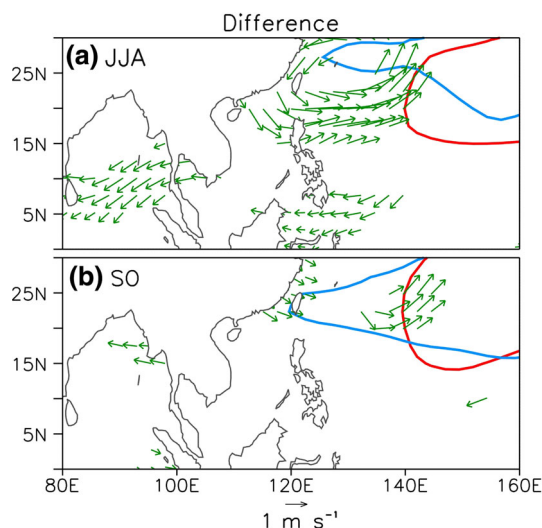 Difference
(a) JJA
25N
15N
5N
(b) SO
25N
15N
5N
80E 100E 120E 140E 160E
1 m s⁻¹